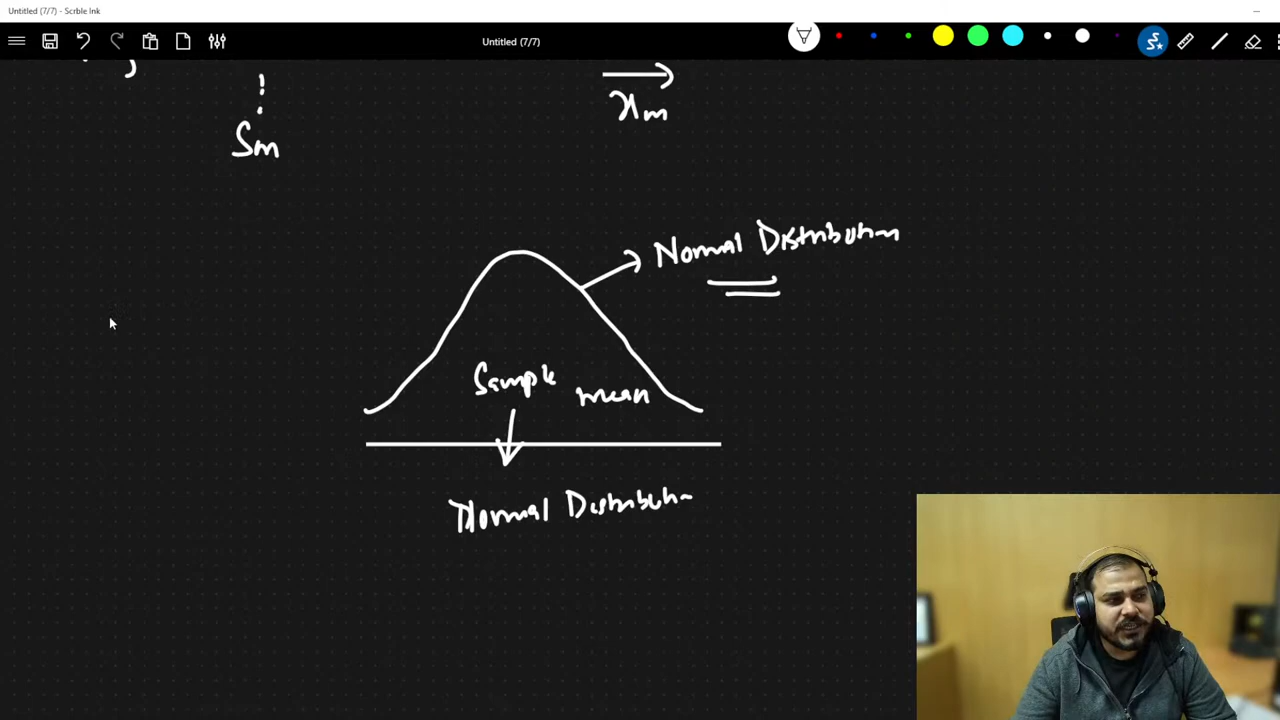 Untitled (7/7) - Scrble Ink
Untitled (7/7)
xm
Sm
Normal Distribution
Sample mean
Normal Distribution